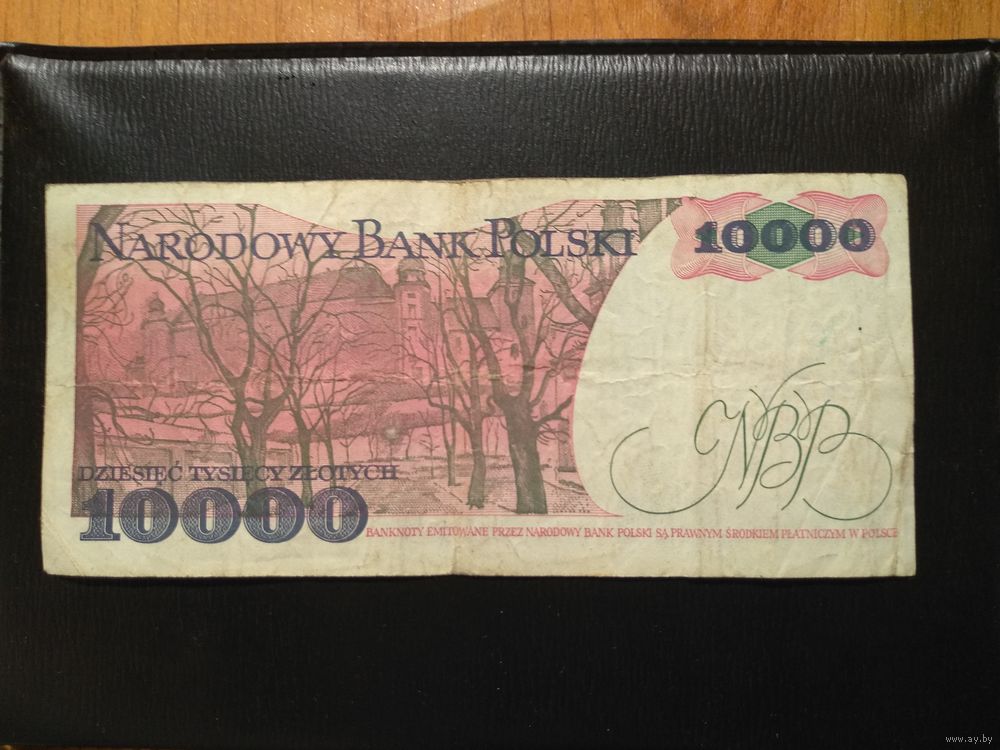 NARODOWY BANK POLSKI
10000
NBP
DZIESIĘĆ TYSIĘCY ZŁOTYCH
10000
BANKNOTY EMITOWANE PRZEZ NARODOWY BANK POLSKI SĄ PRAWNYM ŚRODKIEM PŁATNICZYM W POLSCE
www.ay.by